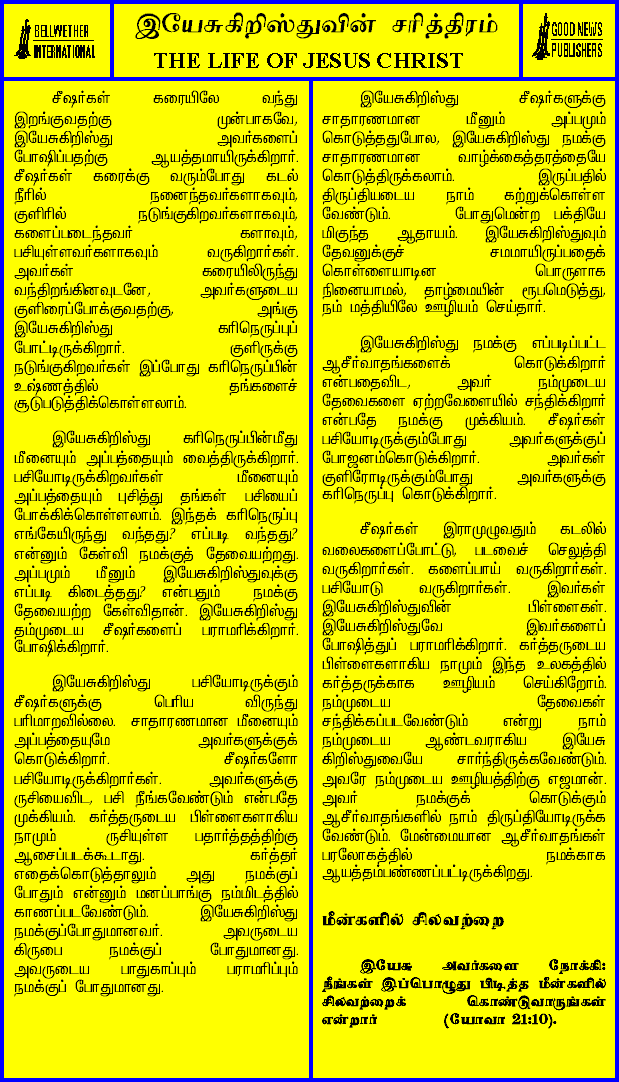 BELLWETHER
INTERNATIONAL
இயேசுகிறிஸ்துவின் சரித்திரம்
THE LIFE OF JESUS CHRIST
GOOD NEWS
PUBLISHERS
சீஷர்கள் கரையிலே வந்து
இறங்குவதற்கு முன்பாகவே,
இயேசுகிறிஸ்து அவர்களைப்
போஷிப்பதற்கு ஆயத்தமாயிருக்கிறார்.
சீஷர்கள் கரைக்கு வரும்போது கடல்
நீரில் நனைந்தவர்களாகவும்,
குளிரில் நடுங்குகிறவர்களாகவும்,
களைப்படைந்தவர் களாவும்,
பசியுள்ளவர்களாகவும் வருகிறார்கள்.
அவர்கள் கரையிலிருந்து
வந்திறங்கினவுடனே, அவர்களுடைய
குளிரைப்போக்குவதற்கு, அங்கு
இயேசுகிறிஸ்து கரிநெருப்புப்
போட்டிருக்கிறார். குளிருக்கு
நடுங்குகிறவர்கள் இப்போது கரிநெருப்பின்
உஷ்ணத்தில் தங்களைச்
சூடுபடுத்திக்கொள்ளலாம்.
இயேசுகிறிஸ்து கரிநெருப்பின்மீது
மீனையும் அப்பத்தையும் வைத்திருக்கிறார்.
பசியோடிருக்கிறவர்கள் மீனையும்
அப்பத்தையும் புசித்து தங்கள் பசியைப்
போக்கிக்கொள்ளலாம். இந்தக் கரிநெருப்பு
எங்கேயிருந்து வந்தது? எப்படி வந்தது?
என்னும் கேள்வி நமக்குத் தேவையற்றது.
அப்பமும் மீனும் இயேசுகிறிஸ்துவுக்கு
எப்படி கிடைத்தது? என்பதும் நமக்கு
தேவையற்ற கேள்விதான். இயேசுகிறிஸ்து
தம்முடைய சீஷர்களைப் பராமரிக்கிறார்.
போஷிக்கிறார்.
இயேசுகிறிஸ்து பசியோடிருக்கும்
சீஷர்களுக்கு பெரிய விருந்து
பரிமாறவில்லை. சாதாரணமான மீனையும்
அப்பத்தையுமே அவர்களுக்குக்
கொடுக்கிறார். சீஷர்களோ
பசியோடிருக்கிறார்கள். அவர்களுக்கு
ருசியைவிட, பசி நீங்கவேண்டும் என்பதே
முக்கியம். கர்த்தருடைய பிள்ளைகளாகிய
நாமும் ருசியுள்ள பதார்த்தத்திற்கு
ஆசைப்படக்கூடாது. கர்த்தர்
எதைக்கொடுத்தாலும் அது நமக்குப்
போதும் என்னும் மனப்பாங்கு நம்மிடத்தில்
காணப்படவேண்டும். இயேசுகிறிஸ்து
நமக்குப்போதுமானவர். அவருடைய
கிருபை நமக்குப் போதுமானது.
அவருடைய பாதுகாப்பும் பராமரிப்பும்
நமக்குப் போதுமானது.
இயேசுகிறிஸ்து சீஷர்களுக்கு
சாதாரணமான மீனும் அப்பமும்
கொடுத்ததுபோல, இயேசுகிறிஸ்து நமக்கு
சாதாரணமான வாழ்க்கைத்தரத்தையே
கொடுத்திருக்கலாம். இருப்பதில்
திருப்தியடைய நாம் கற்றுக்கொள்ள
வேண்டும். போதுமென்ற பக்தியே
மிகுந்த ஆதாயம். இயேசுகிறிஸ்துவும்
தேவனுக்குச் சமமாயிருப்பதைக்
கொள்ளையாடின பொருளாக
நினையாமல், தாழ்மையின் ரூபமெடுத்து,
நம் மத்தியிலே ஊழியம் செய்தார்.
இயேசுகிறிஸ்து நமக்கு எப்படிப்பட்ட
ஆசீர்வாதங்களைக் கொடுக்கிறார்
என்பதைவிட, அவர் நம்முடைய
தேவைகளை ஏற்றவேளையில் சந்திக்கிறார்
என்பதே நமக்கு முக்கியம். சீஷர்கள்
பசியோடிருக்கும்போது அவர்களுக்குப்
போஜனம்கொடுக்கிறார். அவர்கள்
குளிரோடிருக்கும்போது அவர்களுக்கு
கரிநெருப்பு கொடுக்கிறார்.
சீஷர்கள் இராமுழுவதும் கடலில்
வலைகளைப்போட்டு, படவைச் செலுத்தி
வருகிறார்கள். களைப்பாய் வருகிறார்கள்.
பசியோடு வருகிறார்கள். இவர்கள்
இயேசுகிறிஸ்துவின் பிள்ளைகள்.
இயேசுகிறிஸ்துவே இவர்களைப்
போஷித்துப் பராமரிக்கிறார். கர்த்தருடைய
பிள்ளைகளாகிய நாமும் இந்த உலகத்தில்
கர்த்தருக்காக ஊழியம் செய்கிறோம்.
நம்முடைய தேவைகள்
சந்திக்கப்படவேண்டும் என்று நாம்
நம்முடைய ஆண்டவராகிய இயேசு
கிறிஸ்துவையே சார்ந்திருக்கவேண்டும்.
அவரே நம்முடைய ஊழியத்திற்கு எஜமான்.
அவர் நமக்குக் கொடுக்கும்
ஆசீர்வாதங்களில் நாம் திருப்தியோடிருக்க
வேண்டும். மேன்மையான ஆசீர்வாதங்கள்
பரலோகத்தில் நமக்காக
ஆயத்தம்பண்ணப்பட்டிருக்கிறது.
மீன்களில் சிலவற்றை
இயேசு அவர்களை நோக்கி:
நீங்கள் இப்பொழுது பிடித்த மீன்களில்
சிலவற்றைக் கொண்டுவாருங்கள்
என்றார் (யோவா 21:10).